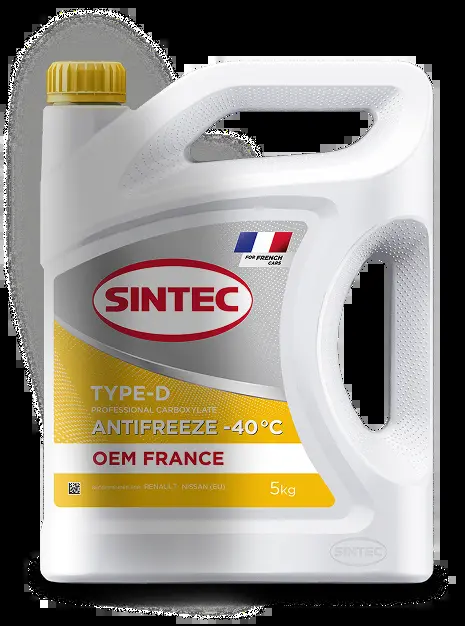 FOR FRENCH
CARS
SINTEC
TYPE-D
PROFESSIONAL CARBOXYLATE
ANTIFREEZE -40°C
OEM FRANCE
RENAULT · NISSAN (EU)
5kg
SINTEC